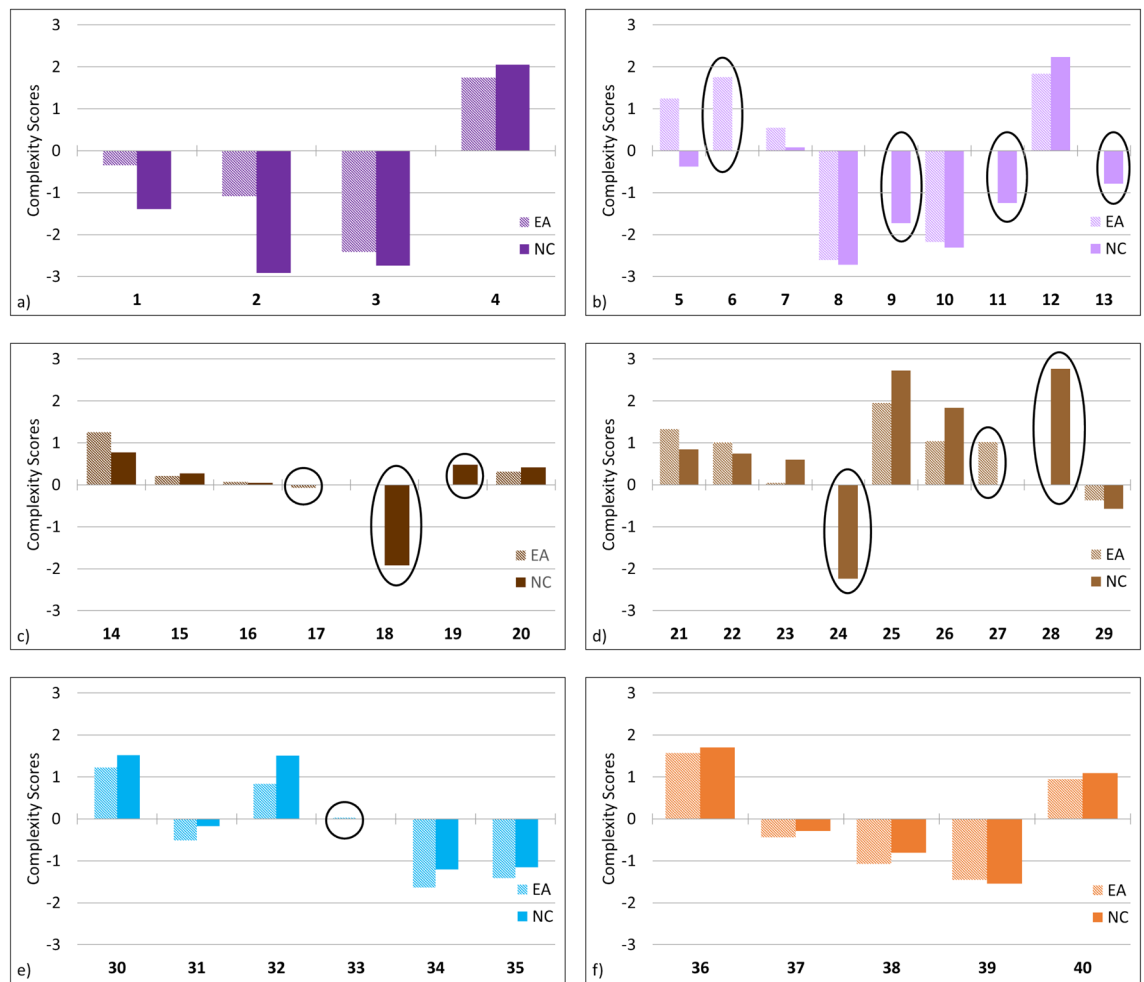 3
2
1
0
-1
-2
-3
Complexity Scores
EA
NC
a)
1 2 3 4
3
2
1
0
-1
-2
-3
Complexity Scores
EA
NC
b)
5 6 7 8 9 10 11 12 13
3
2
1
0
-1
-2
-3
Complexity Scores
EA
NC
c)
14 15 16 17 18 19 20
3
2
1
0
-1
-2
-3
Complexity Scores
EA
NC
d)
21 22 23 24 25 26 27 28 29
3
2
1
0
-1
-2
-3
Complexity Scores
EA
NC
e)
30 31 32 33 34 35
3
2
1
0
-1
-2
-3
Complexity Scores
EA
NC
f)
36 37 38 39 40